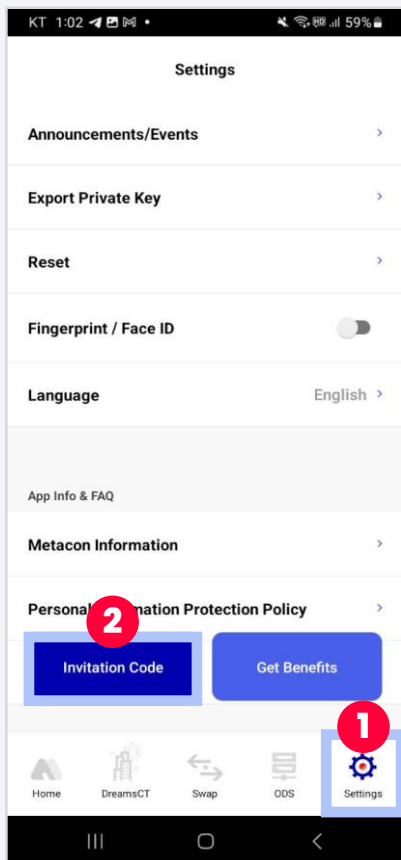 KT 1:02 59%
Settings
Announcements/Events
Export Private Key
Reset
Fingerprint / Face ID
Language English
App Info & FAQ
Metacon Information
Personal Information Protection Policy
2
Invitation Code Get Benefits
1
Home DreamsCT Swap ODS Settings